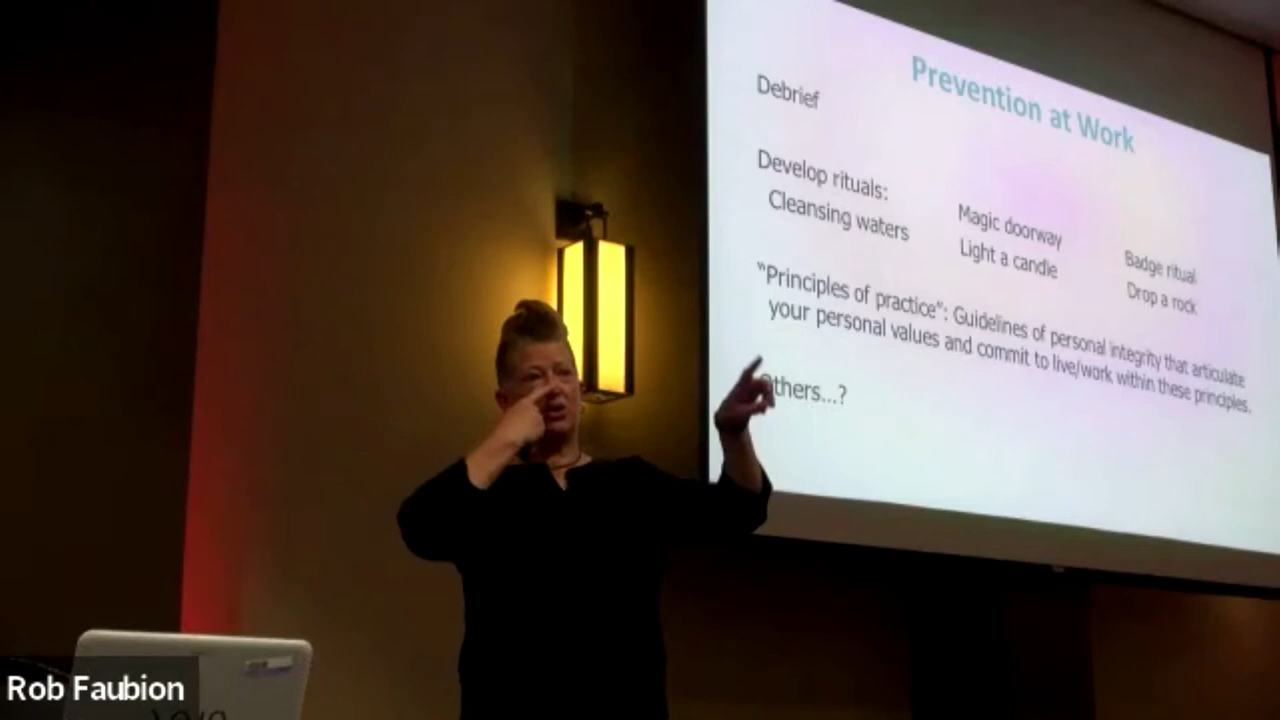 Prevention at Work
Debrief
Develop rituals:
Cleansing waters
Magic doorway
Light a candle
Badge ritual
Drop a rock
“Principles of practice”: Guidelines of personal integrity that articulate
your personal values and commit to live/work within these principles.
Others...?
Rob Faubion